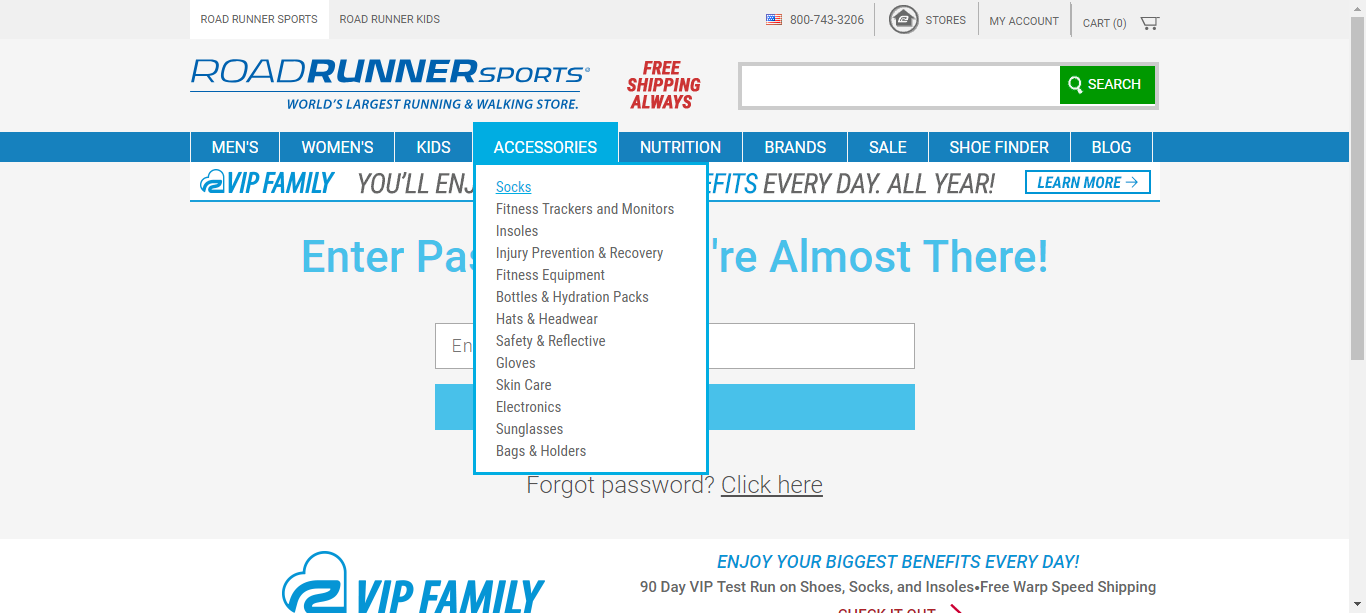 ROAD RUNNER SPORTS
ROAD RUNNER KIDS
800-743-3206
STORES
MY ACCOUNT
CART (0)
ROADRUNNERSPORTS®
WORLD'S LARGEST RUNNING & WALKING STORE.
FREE
SHIPPING
ALWAYS
SEARCH
MEN'S
WOMEN'S
KIDS
ACCESSORIES
NUTRITION
BRANDS
SALE
SHOE FINDER
BLOG
VIP FAMILY YOU'LL ENJ
EFITS EVERY DAY. ALL YEAR!
LEARN MORE →
Socks
Fitness Trackers and Monitors
Insoles
Injury Prevention & Recovery
Fitness Equipment
Bottles & Hydration Packs
Hats & Headwear
Safety & Reflective
Gloves
Skin Care
Electronics
Sunglasses
Bags & Holders
Enter Pas
're Almost There!
En
Forgot password? Click here
VIP FAMILY
ENJOY YOUR BIGGEST BENEFITS EVERY DAY!
90 Day VIP Test Run on Shoes, Socks, and Insoles•Free Warp Speed Shipping
CHECK IT OUT